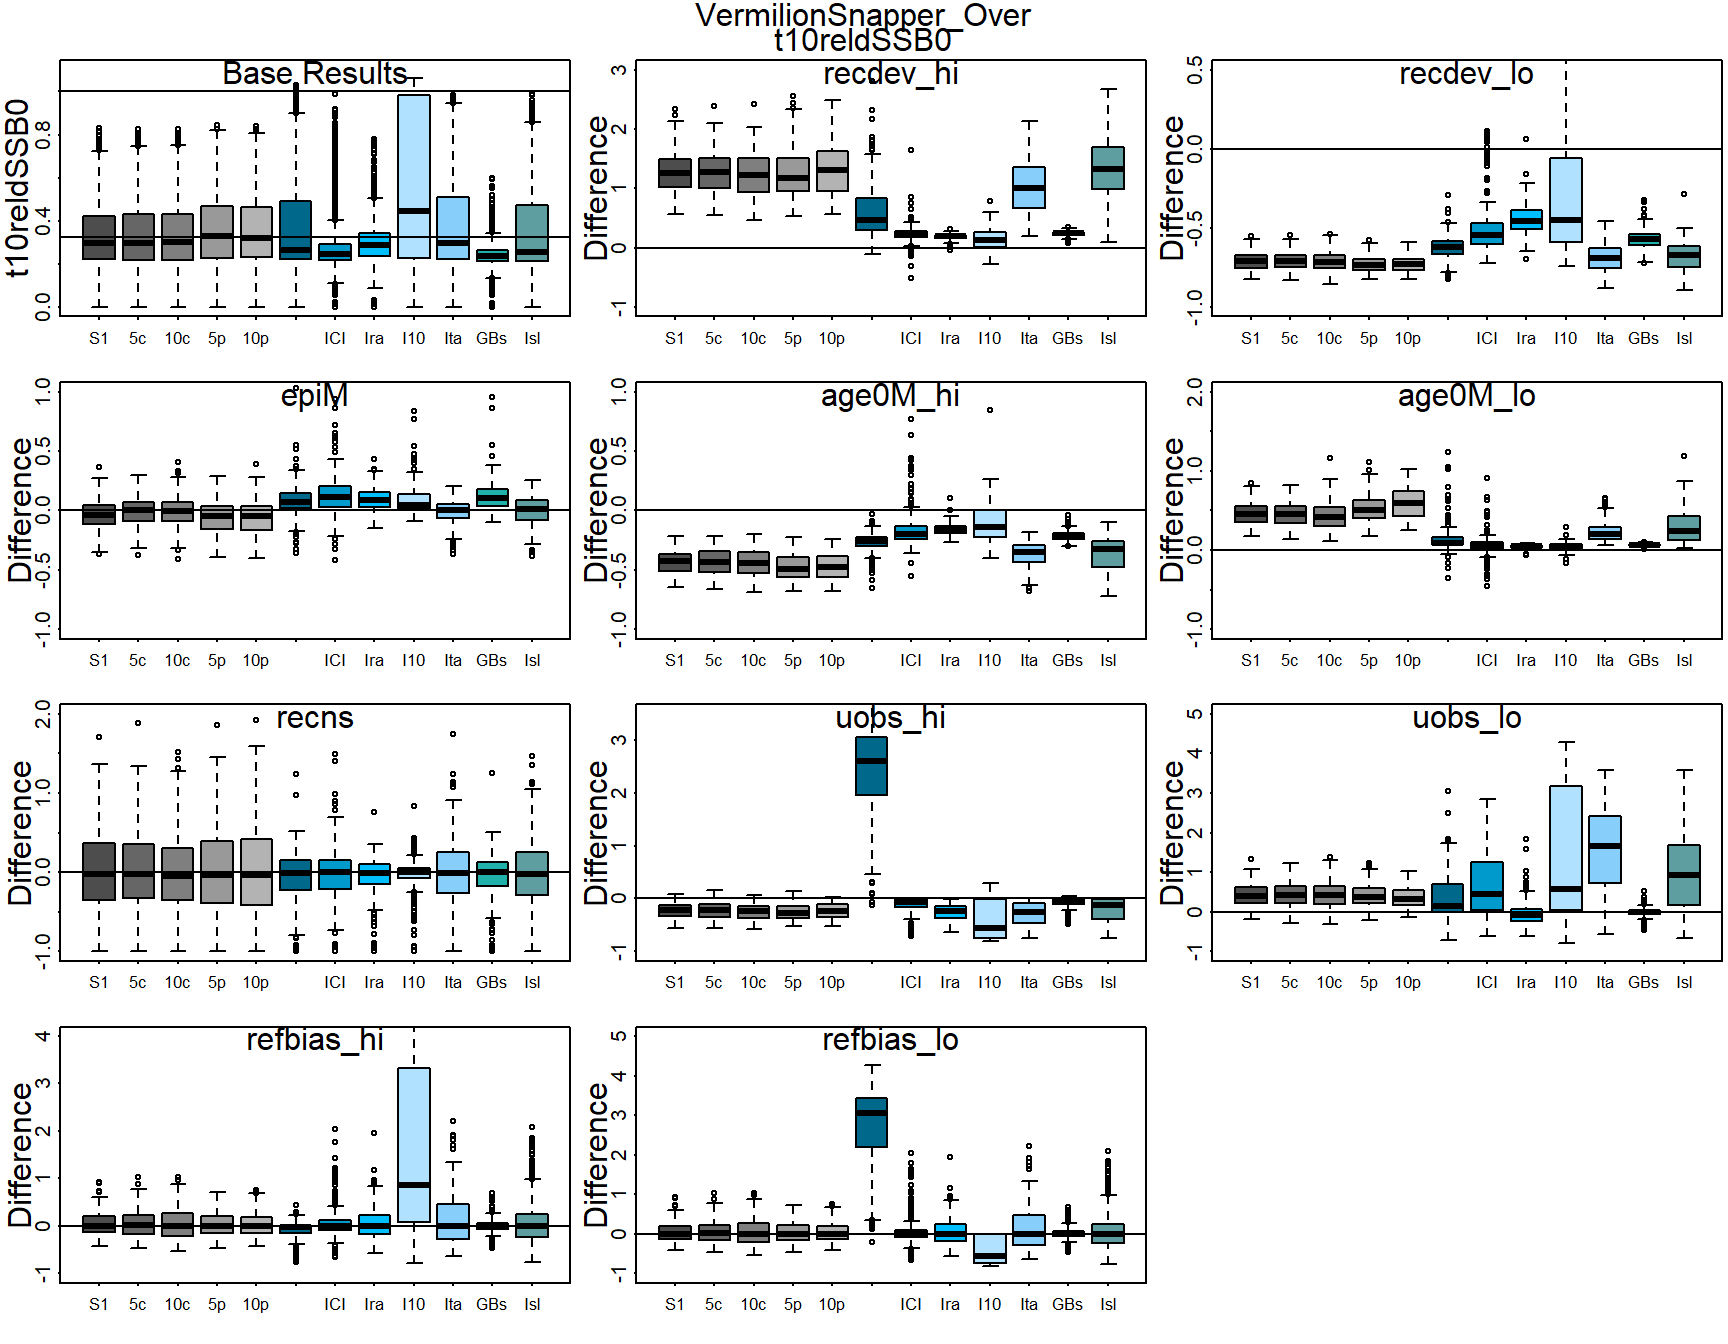 VermilionSnapper_Over
t10reldSSB0
Base Results
t10reldSSB0
0.0 0.4 0.8
S1 5c 10c 5p 10p ICI Ira I10 Ita GBs Isl
recdev_hi
Difference
-1 0 1 2 3
S1 5c 10c 5p 10p ICI Ira I10 Ita GBs Isl
recdev_lo
Difference
-1.0 -0.5 0.0 0.5
S1 5c 10c 5p 10p ICI Ira I10 Ita GBs Isl
epiM
Difference
-1.0 -0.5 0.0 0.5 1.0
S1 5c 10c 5p 10p ICI Ira I10 Ita GBs Isl
age0M_hi
Difference
-1.0 -0.5 0.0 0.5 1.0
S1 5c 10c 5p 10p ICI Ira I10 Ita GBs Isl
age0M_lo
Difference
-1.0 0.0 1.0 2.0
S1 5c 10c 5p 10p ICI Ira I10 Ita GBs Isl
recns
Difference
-1.0 0.0 1.0 2.0
S1 5c 10c 5p 10p ICI Ira I10 Ita GBs Isl
uobs_hi
Difference
-1 0 1 2 3
S1 5c 10c 5p 10p ICI Ira I10 Ita GBs Isl
uobs_lo
Difference
-1 0 1 2 3 4 5
S1 5c 10c 5p 10p ICI Ira I10 Ita GBs Isl
refbias_hi
Difference
-1 0 1 2 3 4
S1 5c 10c 5p 10p ICI Ira I10 Ita GBs Isl
refbias_lo
Difference
-1 0 1 2 3 4 5
S1 5c 10c 5p 10p ICI Ira I10 Ita GBs Isl